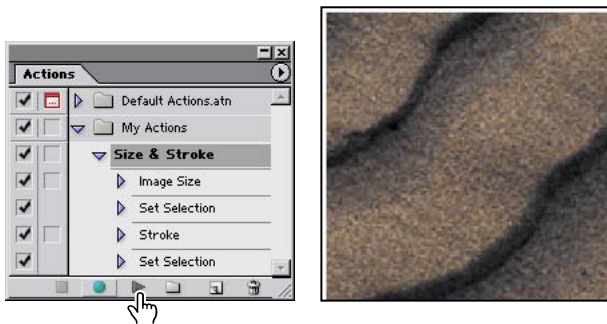 Actions
Default Actions.atn
My Actions
Size & Stroke
Image Size
Set Selection
Stroke
Set Selection